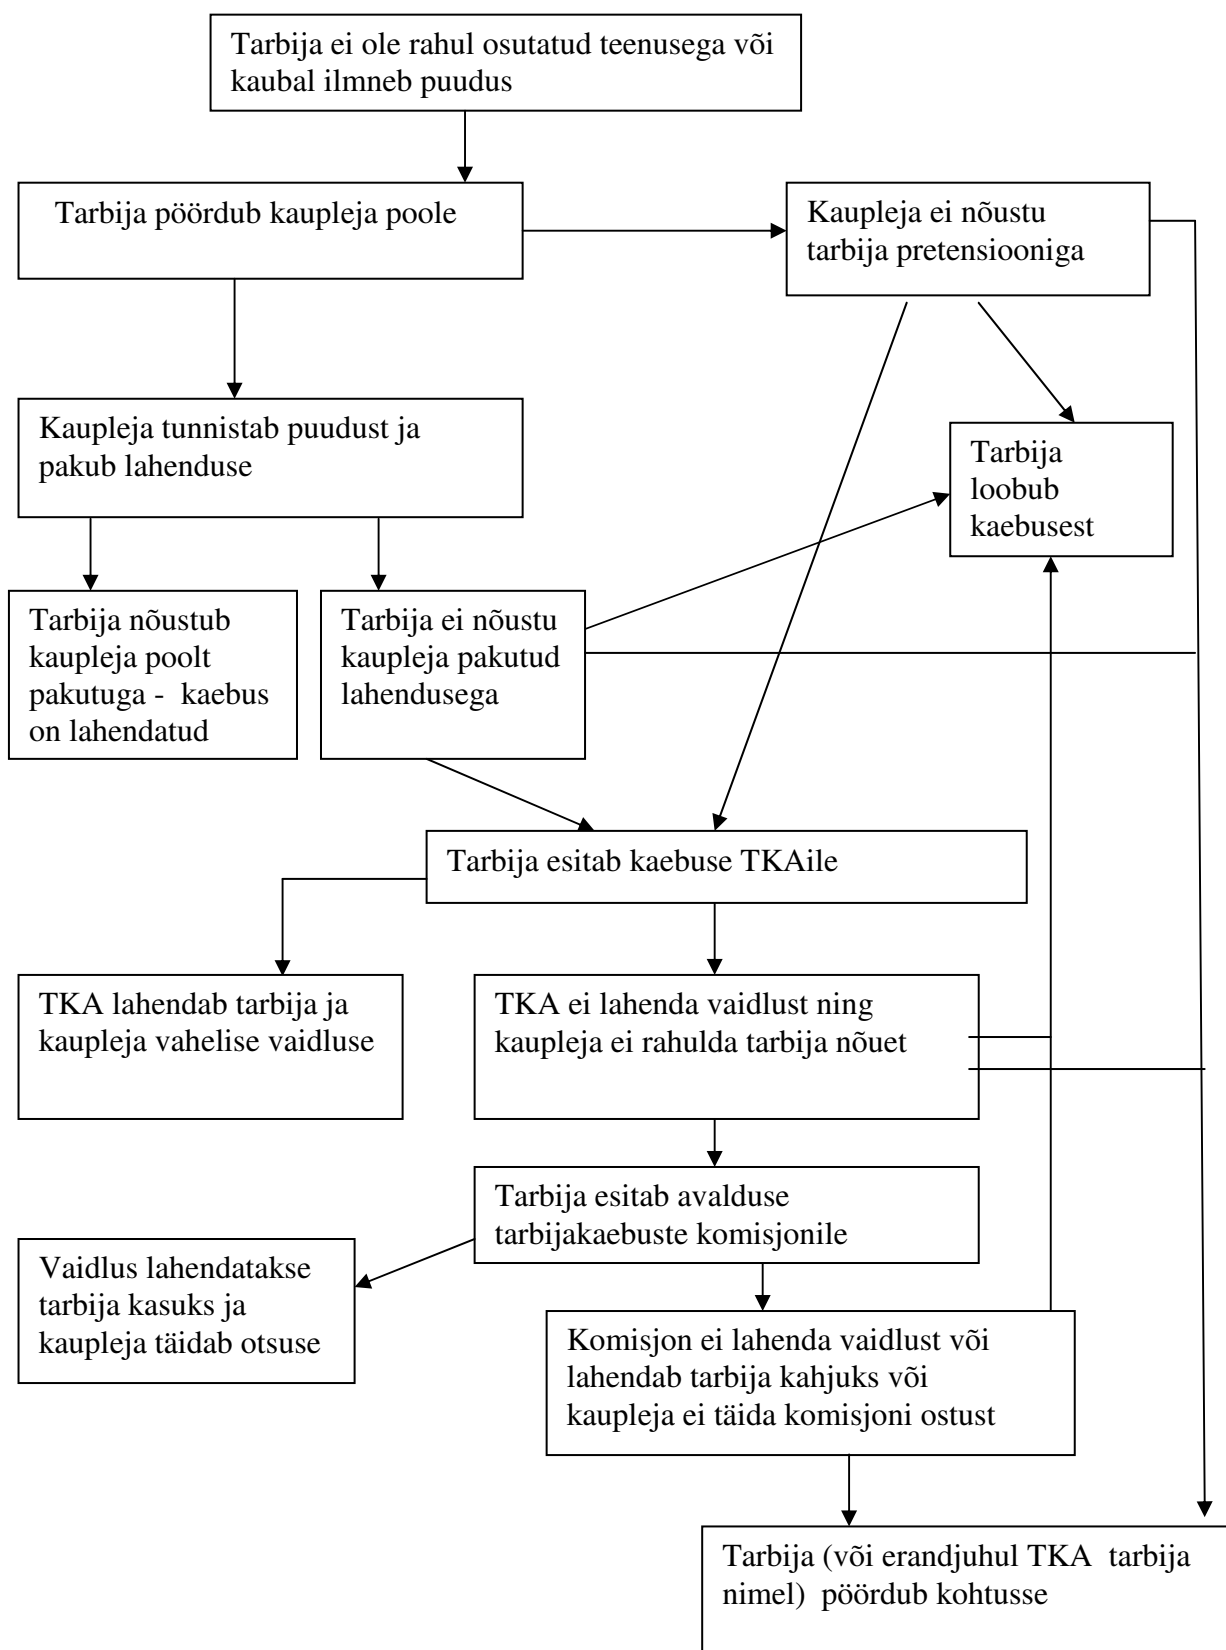 Tarbija ei ole rahul osutatud teenusega või
kaubal ilmneb puudus
Tarbija pöördub kaupleja poole
Kaupleja ei nõustu
tarbija pretensiooniga
Kaupleja tunnistab puudust ja
pakub lahenduse
Tarbija
loobub
kaebusest
Tarbija nõustub
kaupleja poolt
pakutuga - kaebus
on lahendatud
Tarbija ei nõustu
kaupleja pakutud
lahendusega
Tarbija esitab kaebuse TKAile
TKA lahendab tarbija ja
kaupleja vahelise vaidluse
TKA ei lahenda vaidlust ning
kaupleja ei rahulda tarbija nõuet
Tarbija esitab avalduse
tarbijakaebuste komisjonile
Vaidlus lahendatakse
tarbija kasuks ja
kaupleja täidab otsuse
Komisjon ei lahenda vaidlust või
lahendab tarbija kahjuks või
kaupleja ei täida komisjoni ostust
Tarbija (või erandjuhul TKA tarbija
nimel) pöördub kohtusse